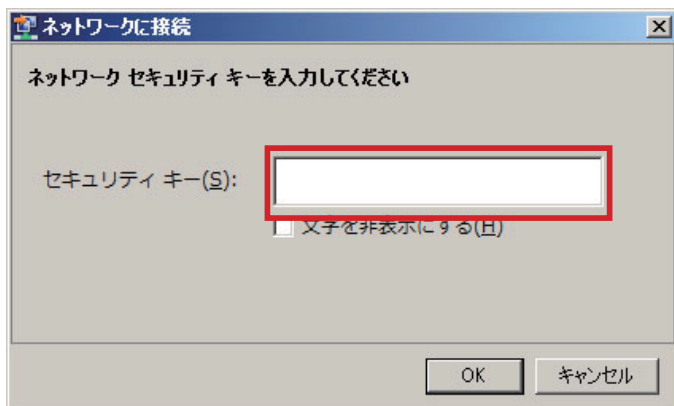 ネットワークに接続
ネットワーク セキュリティ キーを入力してください
セキュリティ キー(S):
文字を非表示にする(H)
OK キャンセル